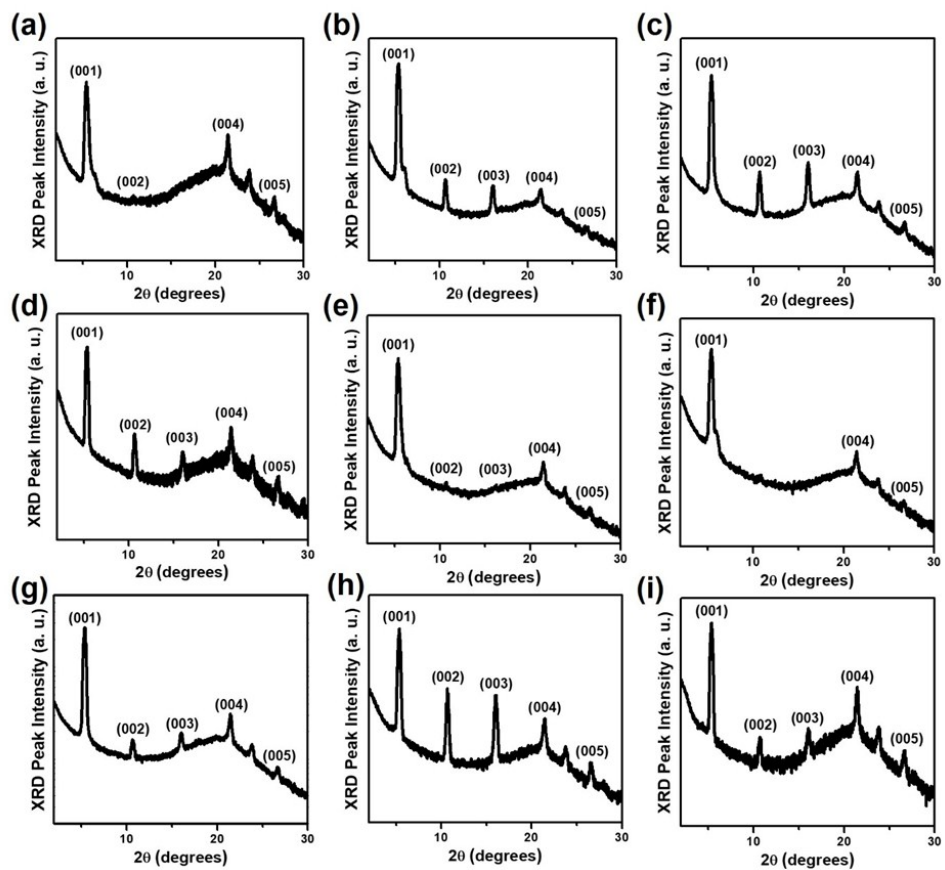 (a)
XRD Peak Intensity (a. u.)
(001)
(002)
(004)
(005)
10
20
30
2θ (degrees)
(b)
XRD Peak Intensity (a. u.)
(001)
(002)
(003)
(004)
(005)
10
20
30
2θ (degrees)
(c)
XRD Peak Intensity (a. u.)
(001)
(002)
(003)
(004)
(005)
10
20
30
2θ (degrees)
(d)
XRD Peak Intensity (a. u.)
(001)
(002)
(003)
(004)
(005)
10
20
30
2θ (degrees)
(e)
XRD Peak Intensity (a. u.)
(001)
(002)
(003)
(004)
(005)
10
20
30
2θ (degrees)
(f)
XRD Peak Intensity (a. u.)
(001)
(004)
(005)
10
20
30
2θ (degrees)
(g)
XRD Peak Intensity (a. u.)
(001)
(002)
(003)
(004)
(005)
10
20
30
2θ (degrees)
(h)
XRD Peak Intensity (a. u.)
(001)
(002)
(003)
(004)
(005)
10
20
30
2θ (degrees)
(i)
XRD Peak Intensity (a. u.)
(001)
(002)
(003)
(004)
(005)
10
20
30
2θ (degrees)